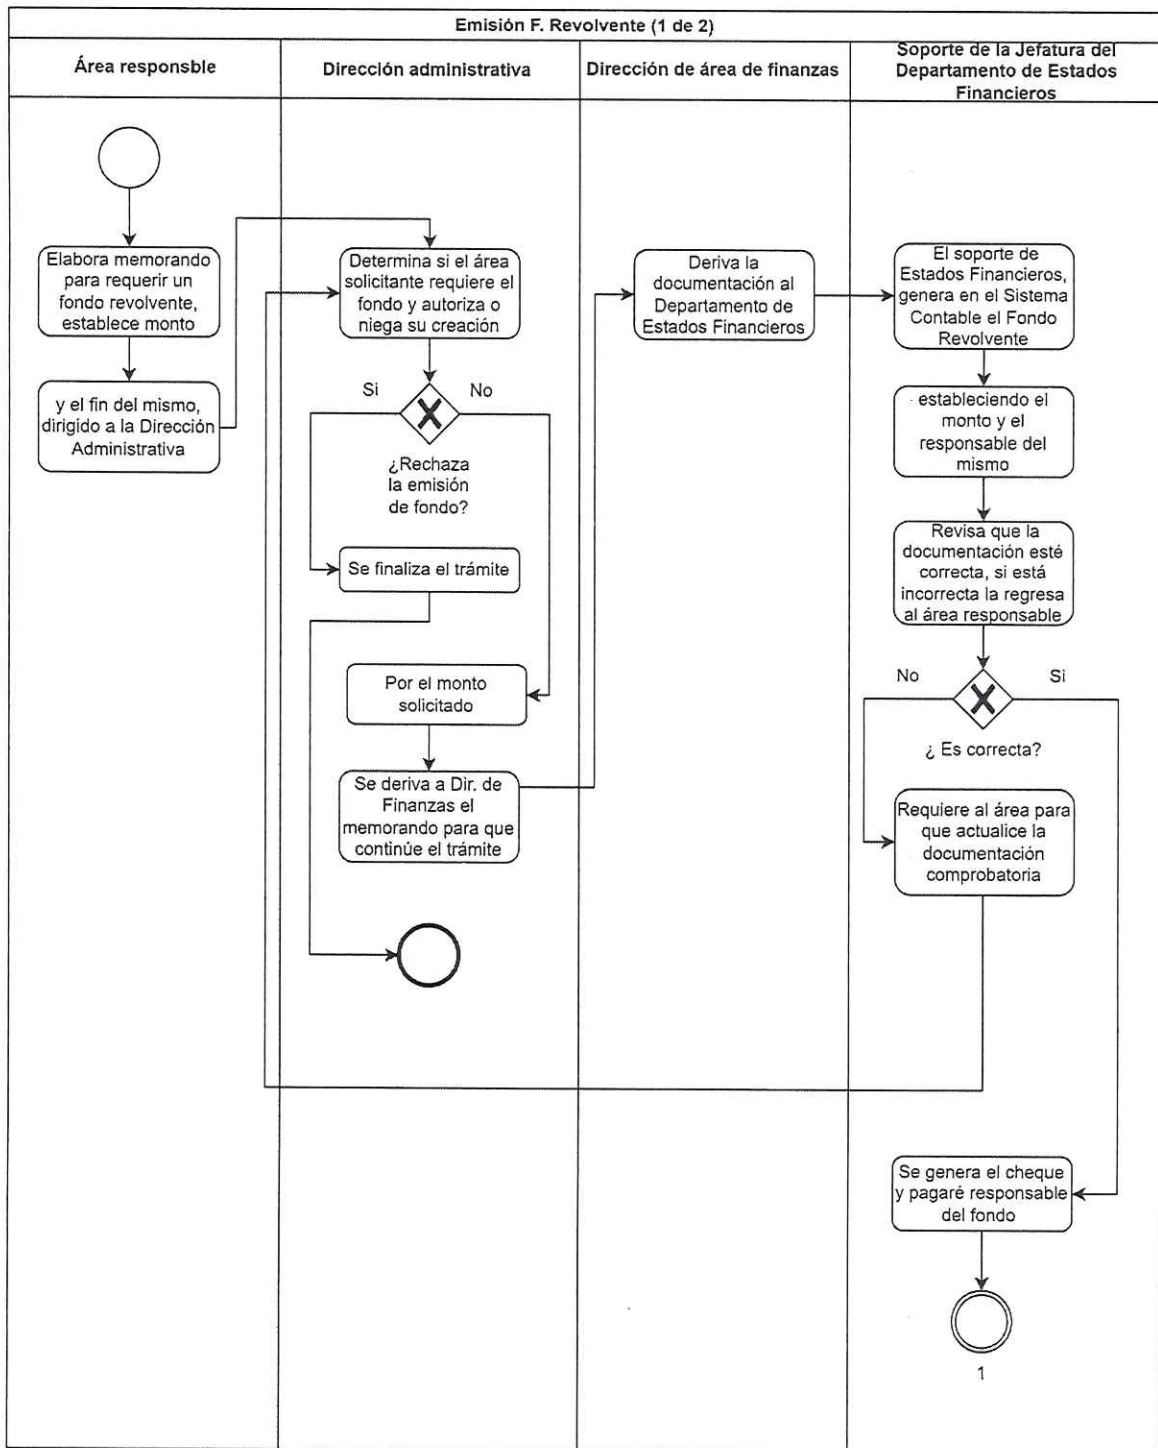 Emisión F. Revolvente (1 de 2)
Área responsble
Dirección administrativa
Dirección de área de finanzas
Soporte de la Jefatura del
Departamento de Estados
Financieros
Elabora memorando
para requerir un
fondo revolvente,
establece monto
y el fin del mismo,
dirigido a la Dirección
Administrativa
Determina si el área
solicitante requiere el
fondo y autoriza o
niega su creación
Si
No
¿Rechaza
la emisión
de fondo?
Se finaliza el trámite
Por el monto
solicitado
Se deriva a Dir. de
Finanzas el
memorando para que
continúe el trámite
Deriva la
documentación al
Departamento de
Estados Financieros
El soporte de
Estados Financieros,
genera en el Sistema
Contable el Fondo
Revolvente
estableciendo el
monto y el
responsable del
mismo
Revisa que la
documentación esté
correcta, si está
incorrecta la regresa
al área responsable
No
Si
¿ Es correcta?
Requiere al área para
que actualice la
documentación
comprobatoria
Se genera el cheque
y pagaré responsable
del fondo
1